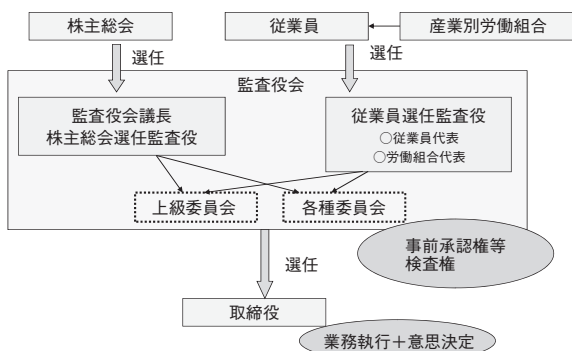 株主総会
従業員
産業別労働組合
選任
選任
監査役会
監査役会議長
株主総会選任監査役
従業員選任監査役
○従業員代表
○労働組合代表
上級委員会
各種委員会
事前承認権等
検査権
選任
取締役
業務執行+意思決定